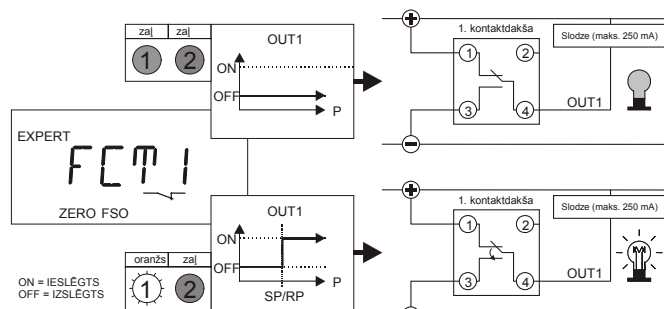 zaļ zaļ
1 2
OUT1
ON
OFF
P
1. kontaktdakša
1 2
3 4
Slodze (maks. 250 mA)
OUT1
EXPERT
FCT1
ZERO FSO
oranžs zaļ
1 2
ON = IESLĒGTS
OFF = IZSLĒGTS
OUT1
ON
OFF
P
SP/RP
1. kontaktdakša
1 2
3 4
Slodze (maks. 250 mA)
OUT1